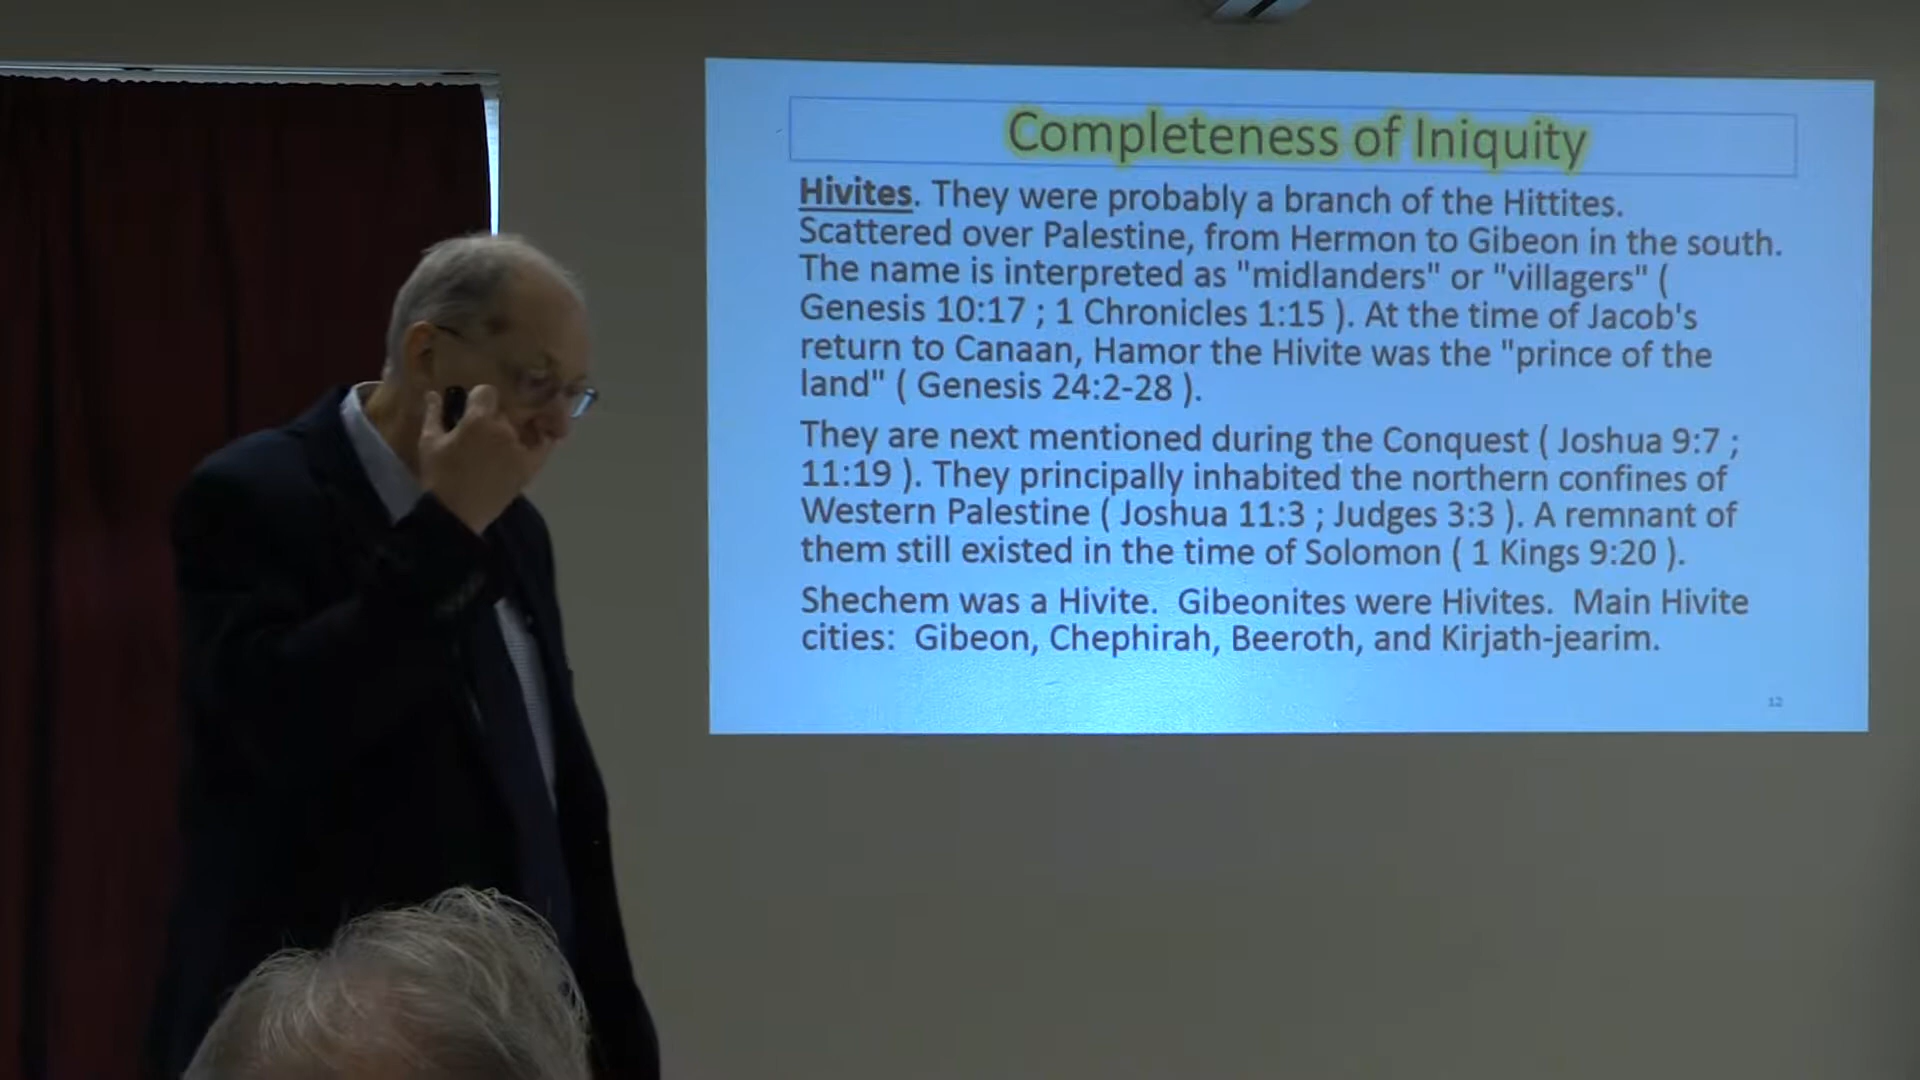 Completeness of Iniquity
Hivites. They were probably a branch of the Hittites.
Scattered over Palestine, from Hermon to Gibeon in the south.
The name is interpreted as "midlanders" or "villagers" (
Genesis 10:17 ; 1 Chronicles 1:15 ). At the time of Jacob's
return to Canaan, Hamor the Hivite was the "prince of the
land" ( Genesis 24:2-28 ).
They are next mentioned during the Conquest ( Joshua 9:7 ;
11:19 ). They principally inhabited the northern confines of
Western Palestine ( Joshua 11:3 ; Judges 3:3 ). A remnant of
them still existed in the time of Solomon ( 1 Kings 9:20 ).
Shechem was a Hivite.  Gibeonites were Hivites.  Main Hivite
cities:  Gibeon, Chephirah, Beeroth, and Kirjath-jearim.
12